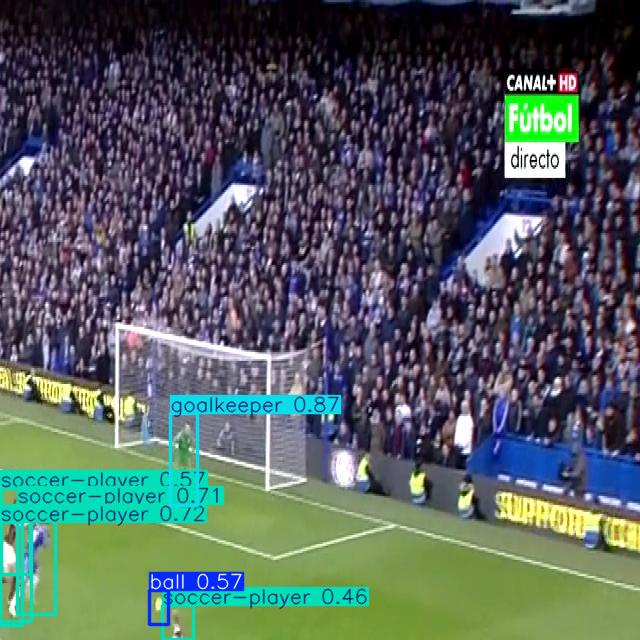 CANAL+ HD
Fútbol
directo
goalkeeper 0.87
soccer-player 0.57
soccer-player 0.71
soccer-player 0.72
ball 0.57
soccer-player 0.46
SUPPORT